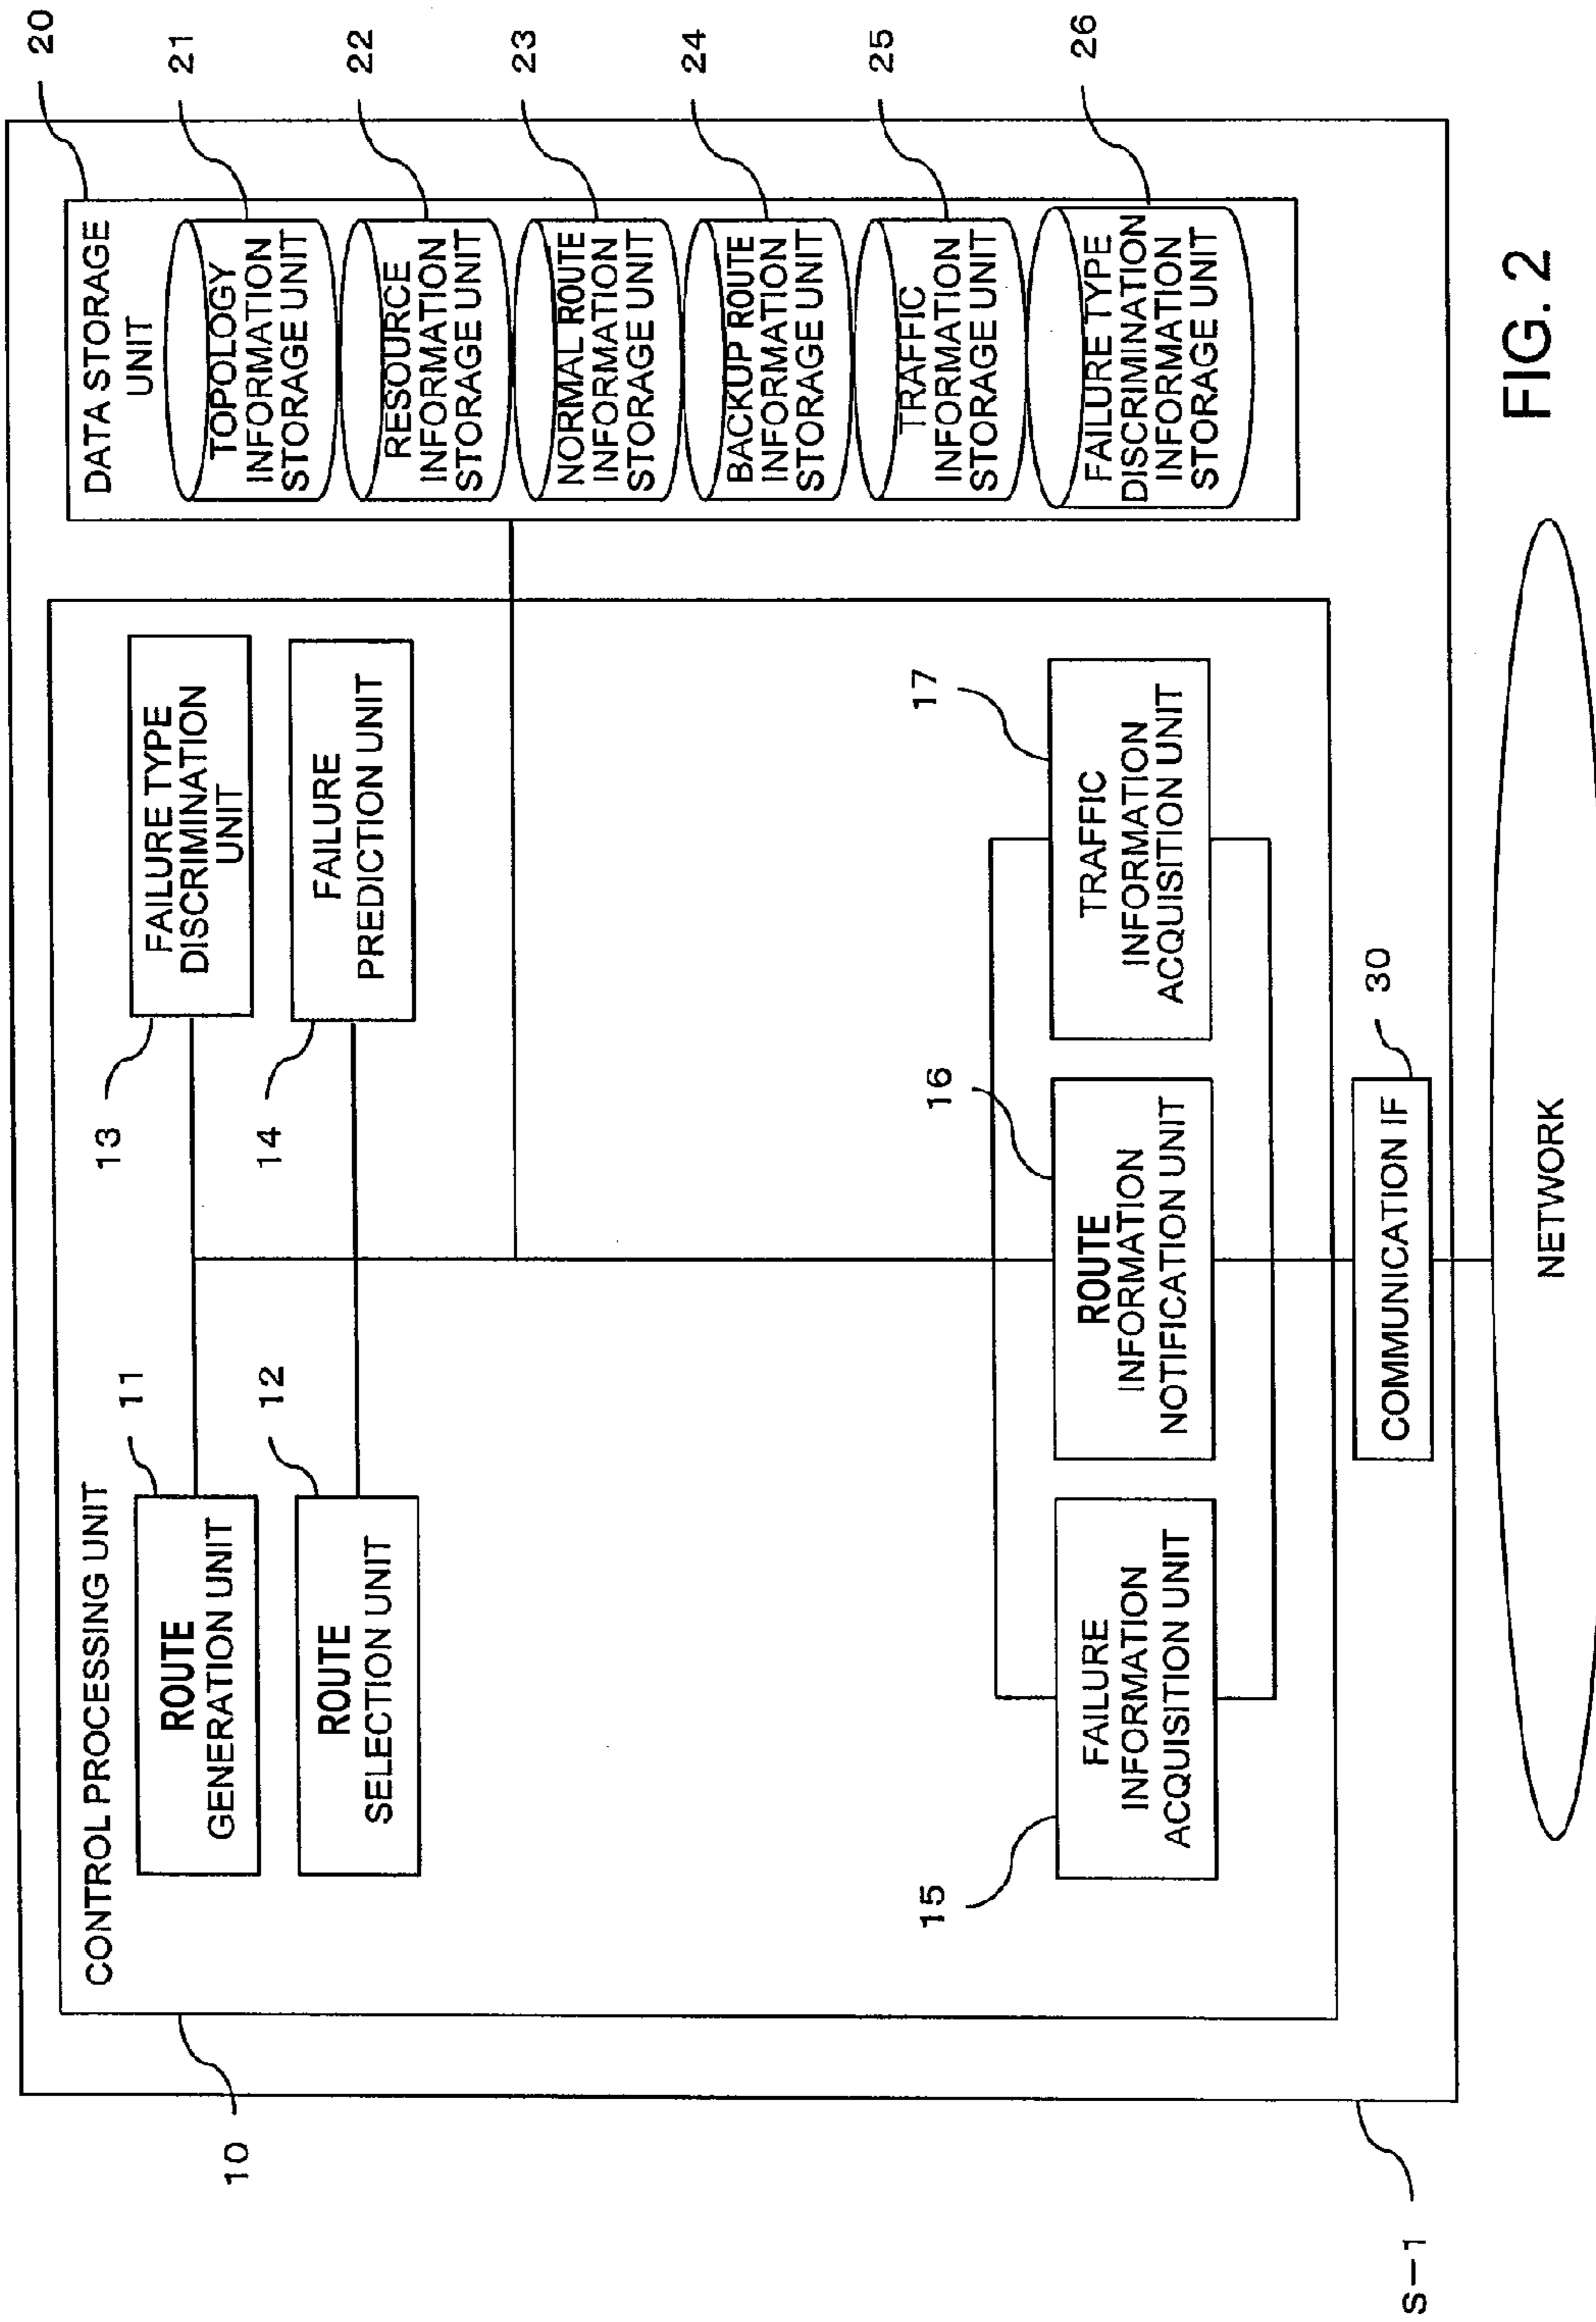 CONTROL PROCESSING UNIT
10
ROUTE
GENERATION UNIT
11
ROUTE
SELECTION UNIT
12
FAILURE TYPE
DISCRIMINATION
UNIT
13
FAILURE
PREDICTION UNIT
14
FAILURE
INFORMATION
ACQUISITION UNIT
15
ROUTE
INFORMATION
NOTIFICATION UNIT
16
TRAFFIC
INFORMATION
ACQUISITION UNIT
17
DATA STORAGE
UNIT
20
TOPOLOGY
INFORMATION
STORAGE UNIT
21
RESOURCE
INFORMATION
STORAGE UNIT
22
NORMAL ROUTE
INFORMATION
STORAGE UNIT
23
BACKUP ROUTE
INFORMATION
STORAGE UNIT
24
TRAFFIC
INFORMATION
STORAGE UNIT
25
FAILURE TYPE
DISCRIMINATION
INFORMATION
STORAGE UNIT
26
COMMUNICATION IF
30
S-1
NETWORK
FIG. 2